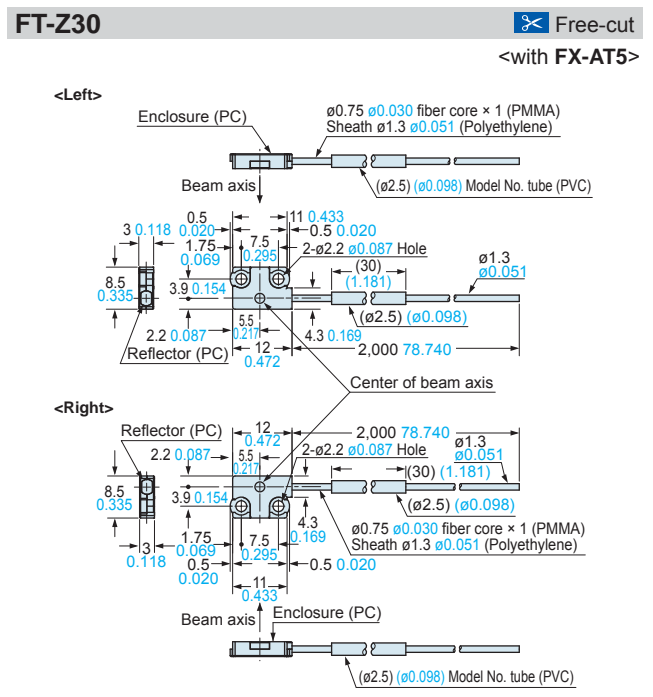 FT-Z30
Free-cut
<with FX-AT5>
<Left>
Enclosure (PC)
ø0.75 ø0.030 fiber core × 1 (PMMA)
Sheath ø1.3 ø0.051 (Polyethylene)
Beam axis
(ø2.5) (ø0.098) Model No. tube (PVC)
0.5 0.020
11 0.433
3 0.118
0.5 0.020
1.75 0.069
7.5 0.295
2-ø2.2 ø0.087 Hole
ø1.3 ø0.051
(30) (1.181)
8.5 0.335
3.9 0.154
(ø2.5) (ø0.098)
2.2 0.087
5.5 0.217
4.3 0.169
Reflector (PC)
12 0.472
2,000 78.740
Center of beam axis
<Right>
Reflector (PC)
12 0.472
2,000 78.740
ø1.3 ø0.051
2.2 0.087
5.5 0.217
2-ø2.2 ø0.087 Hole
(30) (1.181)
8.5 0.335
3.9 0.154
(ø2.5) (ø0.098)
4.3 0.169
ø0.75 ø0.030 fiber core × 1 (PMMA)
Sheath ø1.3 ø0.051 (Polyethylene)
3 0.118
1.75 0.069
7.5 0.295
0.5 0.020
0.5 0.020
11 0.433
Beam axis
Enclosure (PC)
(ø2.5) (ø0.098) Model No. tube (PVC)